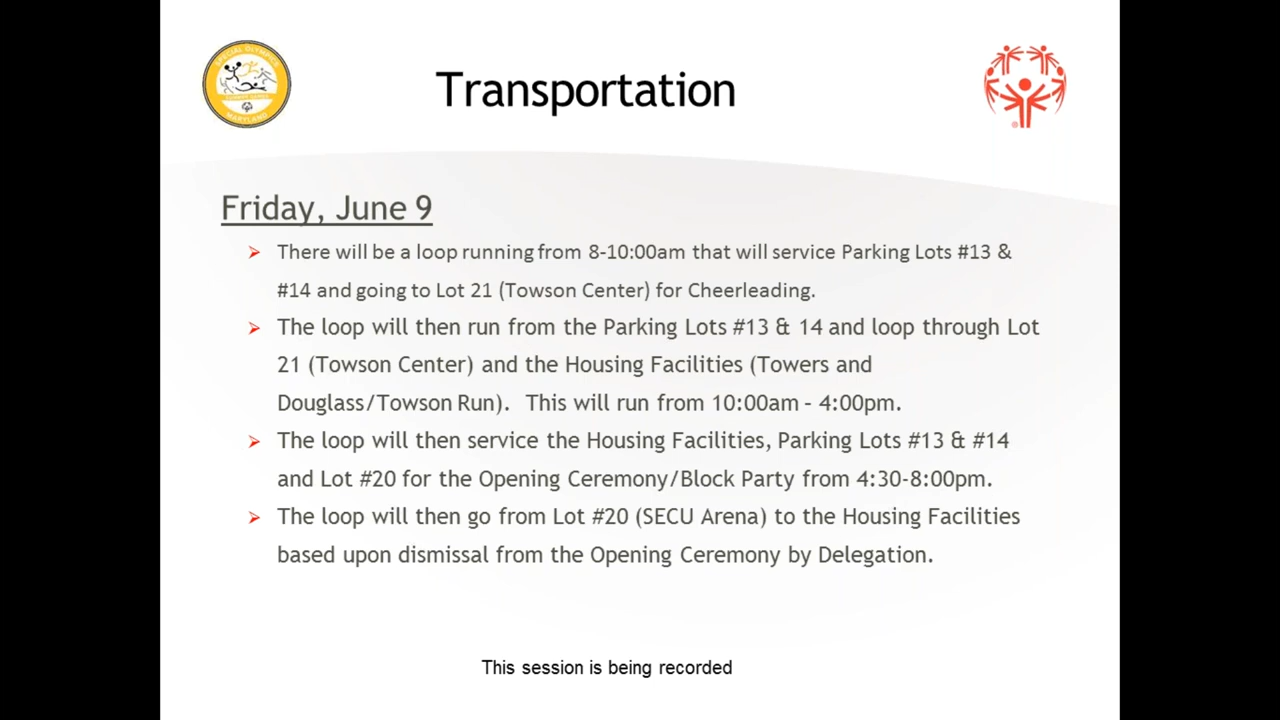 SPECIAL OLYMPICS
MARYLAND
Transportation
Friday, June 9
There will be a loop running from 8-10:00am that will service Parking Lots #13 &
#14 and going to Lot 21 (Towson Center) for Cheerleading.
The loop will then run from the Parking Lots #13 & 14 and loop through Lot
21 (Towson Center) and the Housing Facilities (Towers and
Douglass/Towson Run).  This will run from 10:00am – 4:00pm.
The loop will then service the Housing Facilities, Parking Lots #13 & #14
and Lot #20 for the Opening Ceremony/Block Party from 4:30-8:00pm.
The loop will then go from Lot #20 (SECU Arena) to the Housing Facilities
based upon dismissal from the Opening Ceremony by Delegation.
This session is being recorded